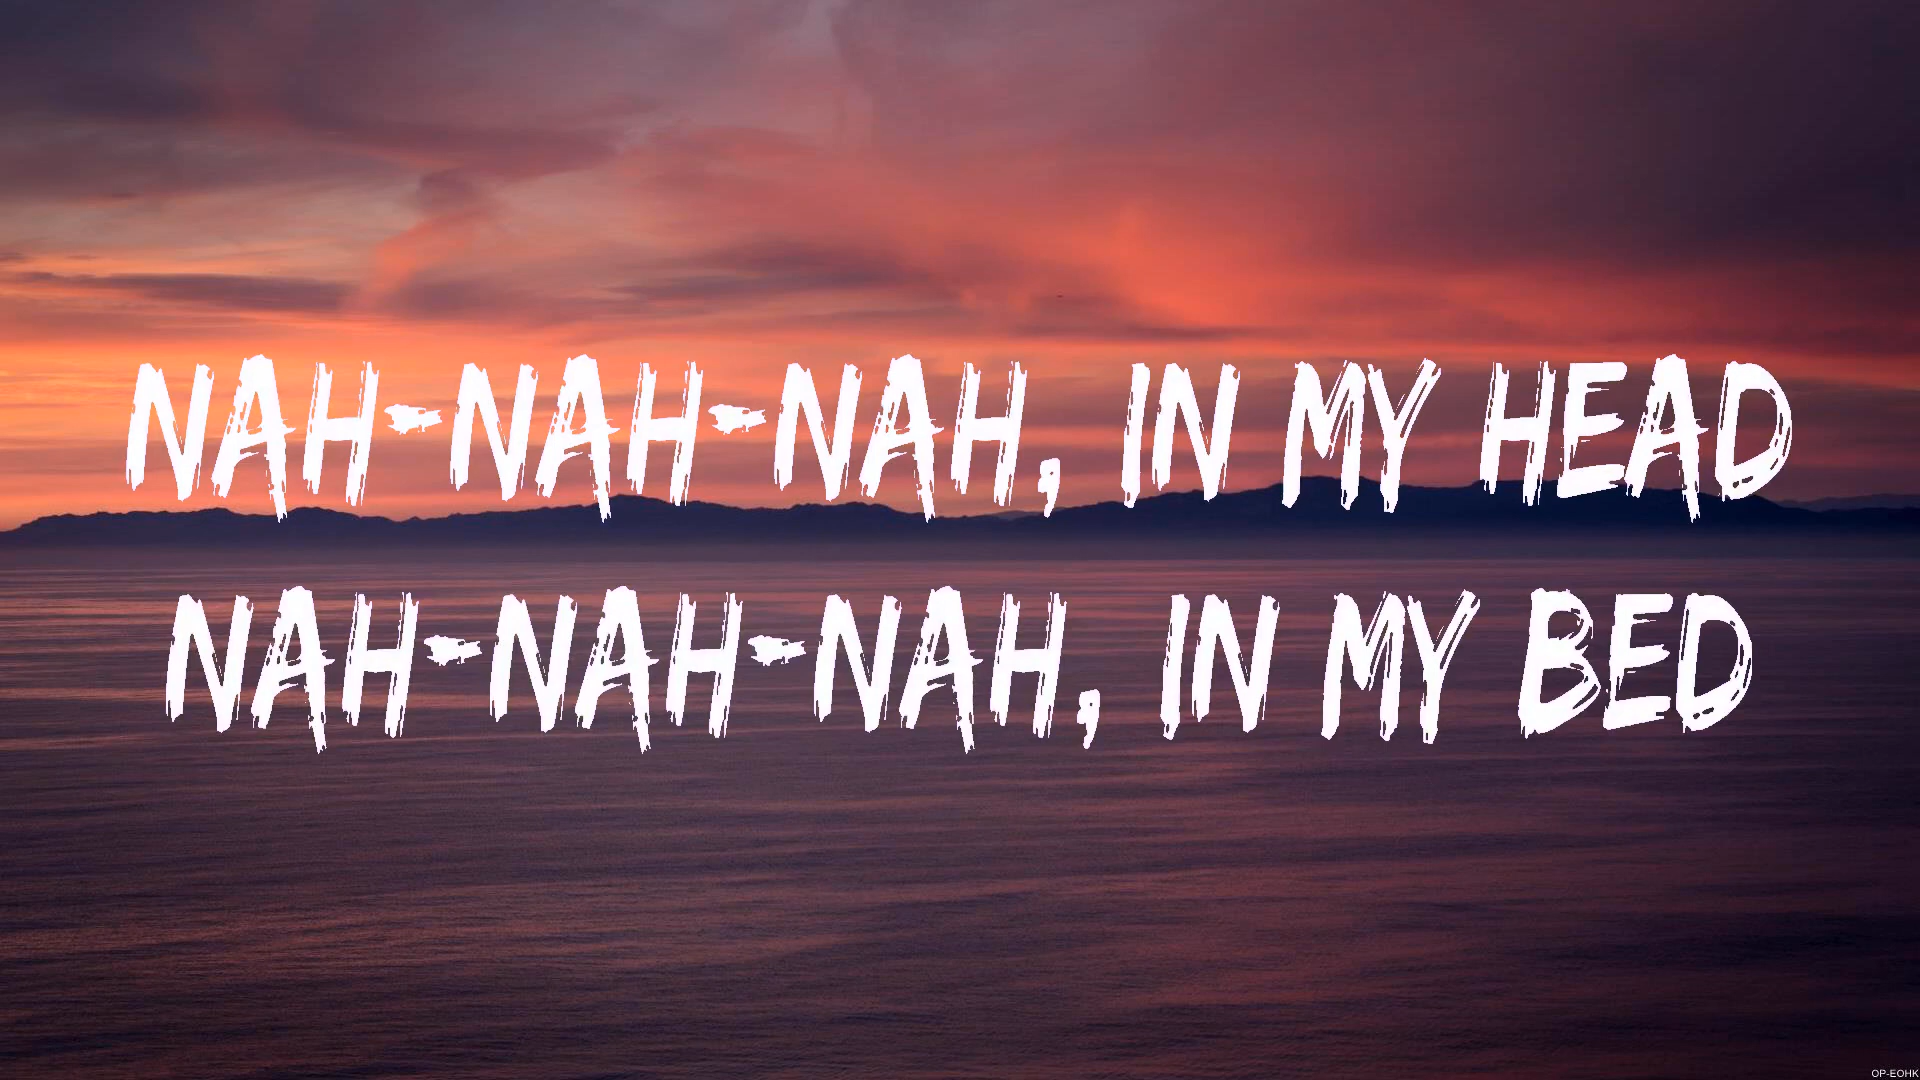 NAH-NAH-NAH, IN MY HEAD
NAH-NAH-NAH, IN MY BED
OP-EOHK